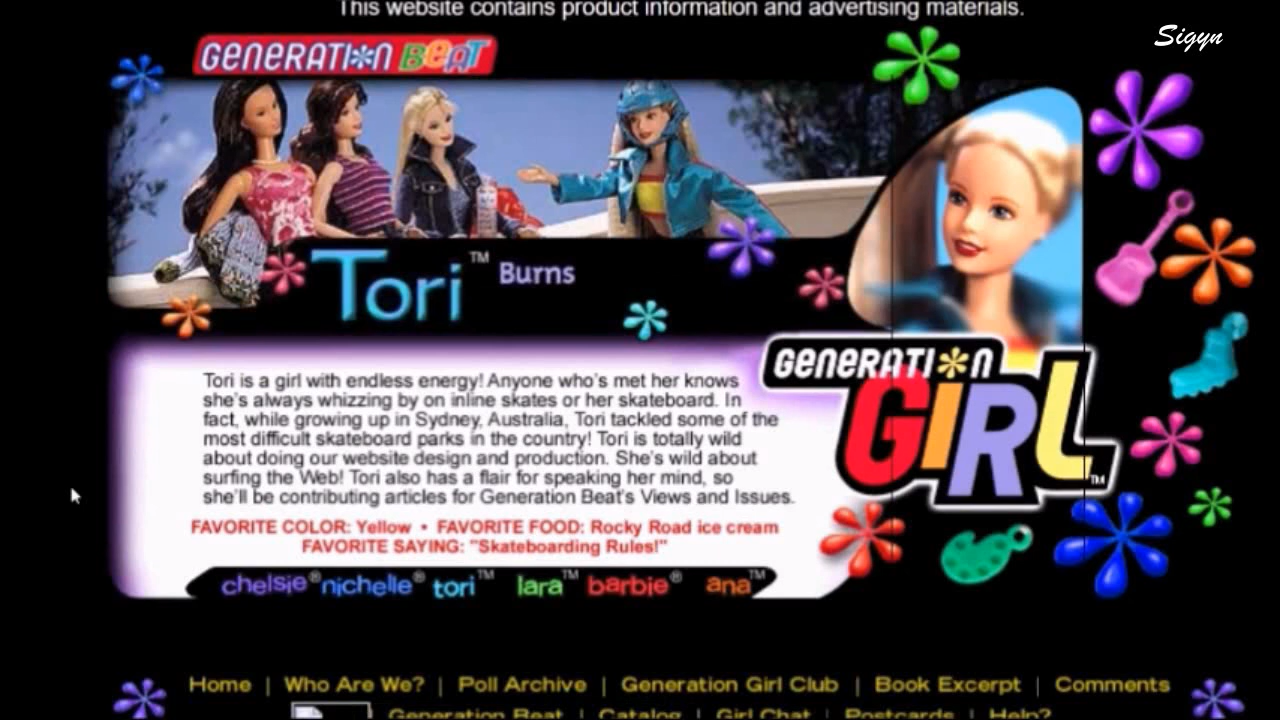 This website contains product information and advertising materials.
Sigyn
GENERATION BEAT
Tori™ Burns
GENERATION
GIRL™
Tori is a girl with endless energy! Anyone who's met her knows
she's always whizzing by on inline skates or her skateboard. In
fact, while growing up in Sydney, Australia, Tori tackled some of the
most difficult skateboard parks in the country! Tori is totally wild
about doing our website design and production. She's wild about
surfing the Web! Tori also has a flair for speaking her mind, so
she'll be contributing articles for Generation Beat's Views and Issues.
FAVORITE COLOR: Yellow • FAVORITE FOOD: Rocky Road ice cream
FAVORITE SAYING: "Skateboarding Rules!"
chelsie® nichelle® tori™ lara™ barbie® ana™
Home | Who Are We? | Poll Archive | Generation Girl Club | Book Excerpt | Comments
Generation Beat | Catalog | Girl Chat | Postcards | Help?